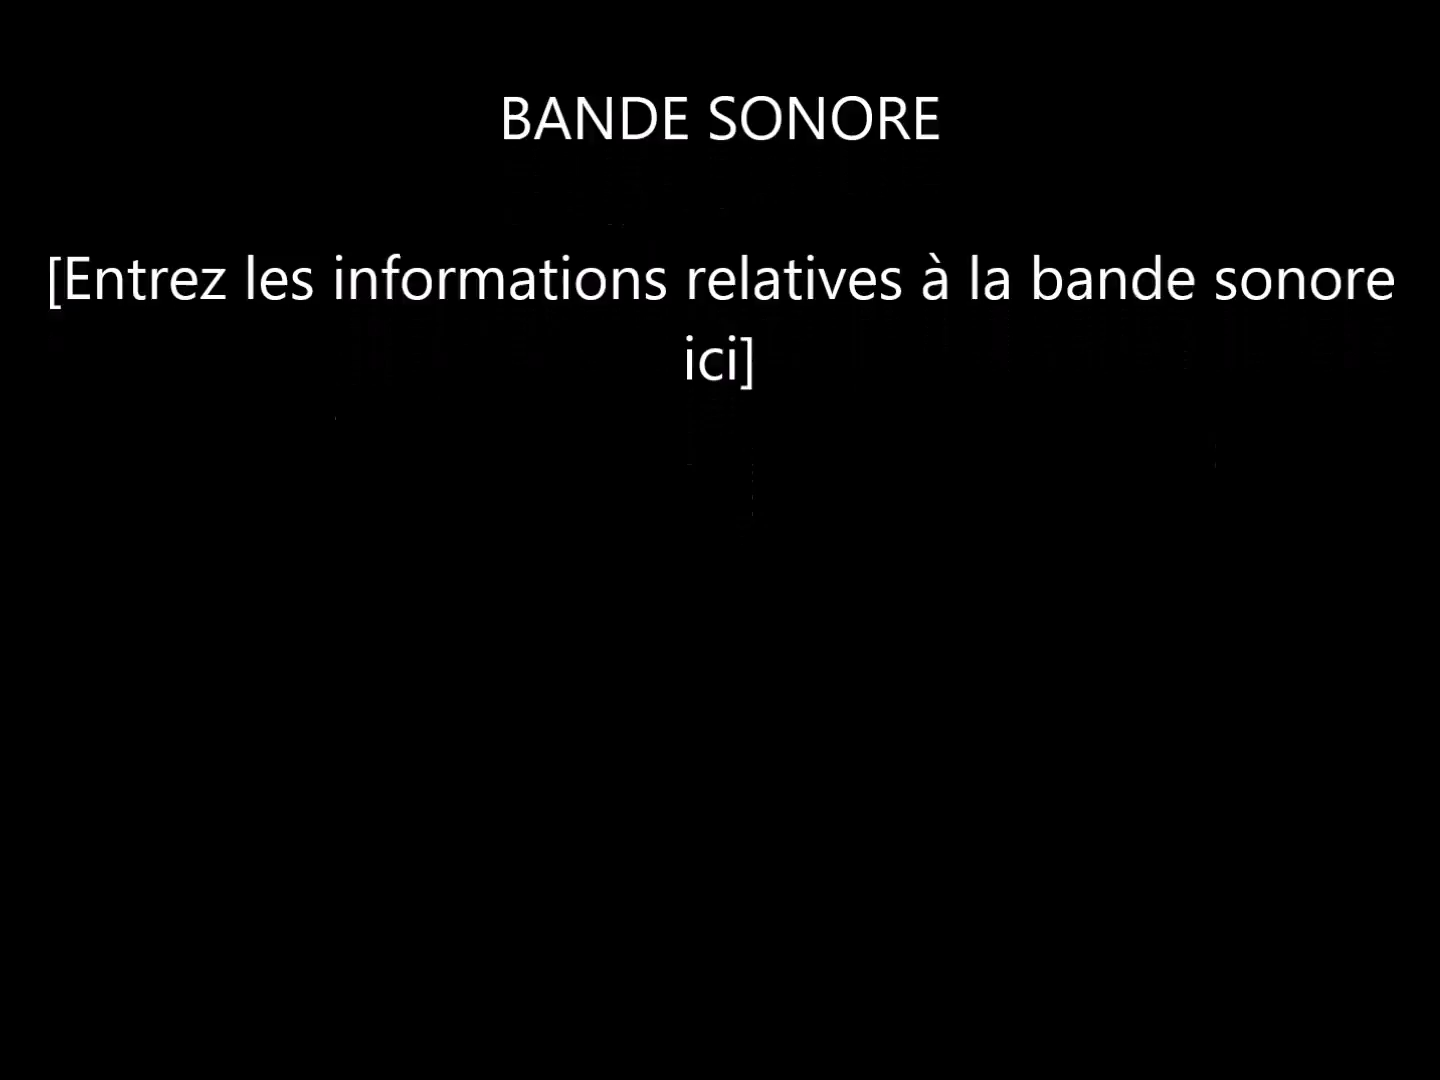 BANDE SONORE
[Entrez les informations relatives à la bande sonore
ici]